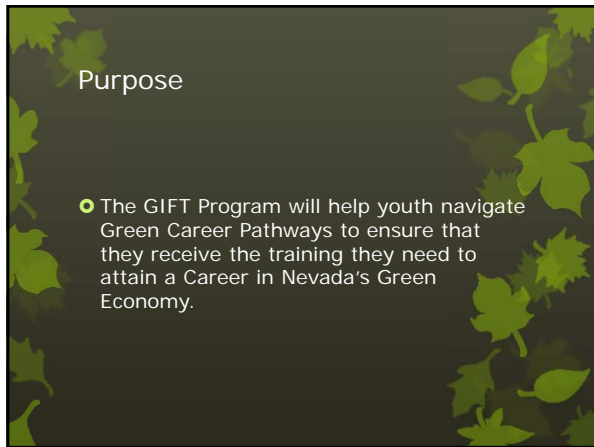 Purpose
The GIFT Program will help youth navigate
Green Career Pathways to ensure that
they receive the training they need to
attain a Career in Nevada's Green
Economy.